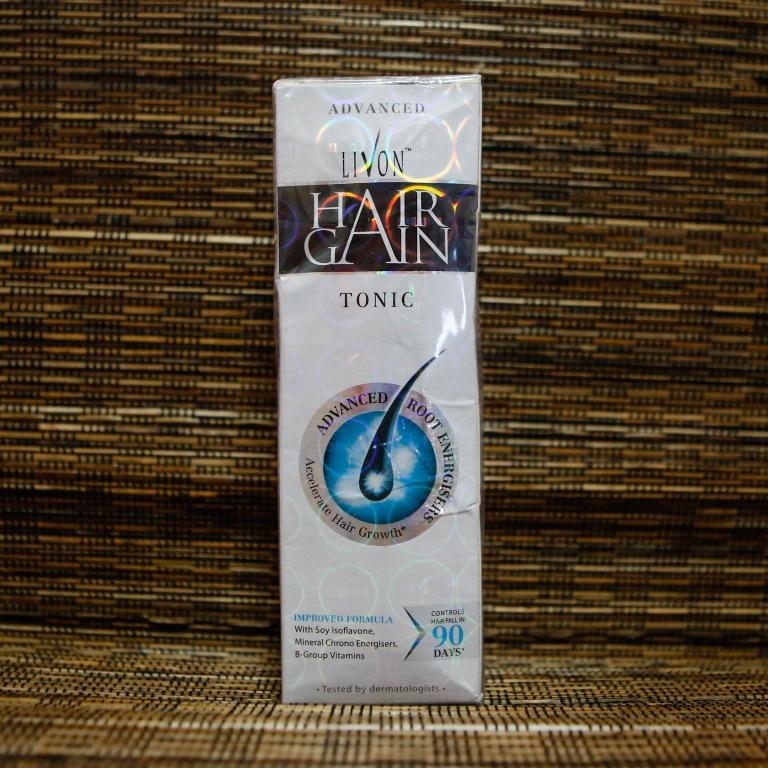 ADVANCED
LIVON™
HAIR
GAIN
TONIC
ADVANCED ROOT ENERGISERS
Accelerate Hair Growth*
IMPROVED FORMULA
With Soy Isoflavone,
Mineral Chrono Energisers,
B-Group Vitamins
CONTROLS
HAIR FALL IN
90
DAYS*
• Tested by dermatologists •